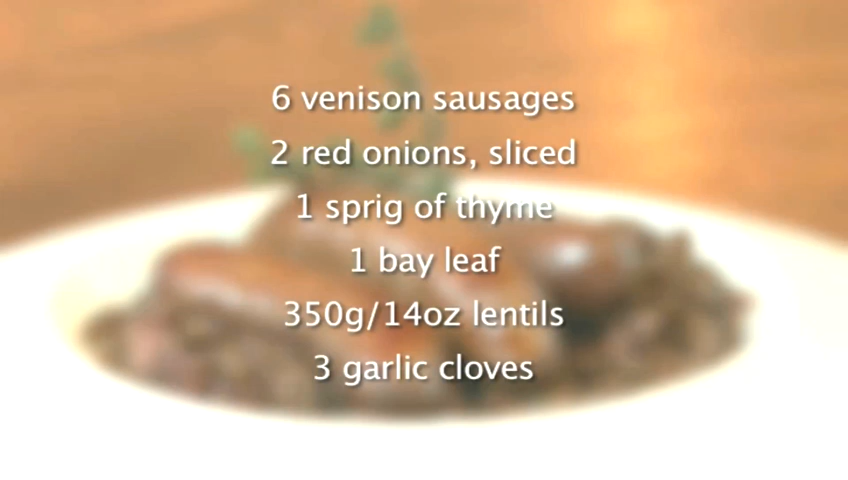 6 venison sausages
2 red onions, sliced
1 sprig of thyme
1 bay leaf
350g/14oz lentils
3 garlic cloves